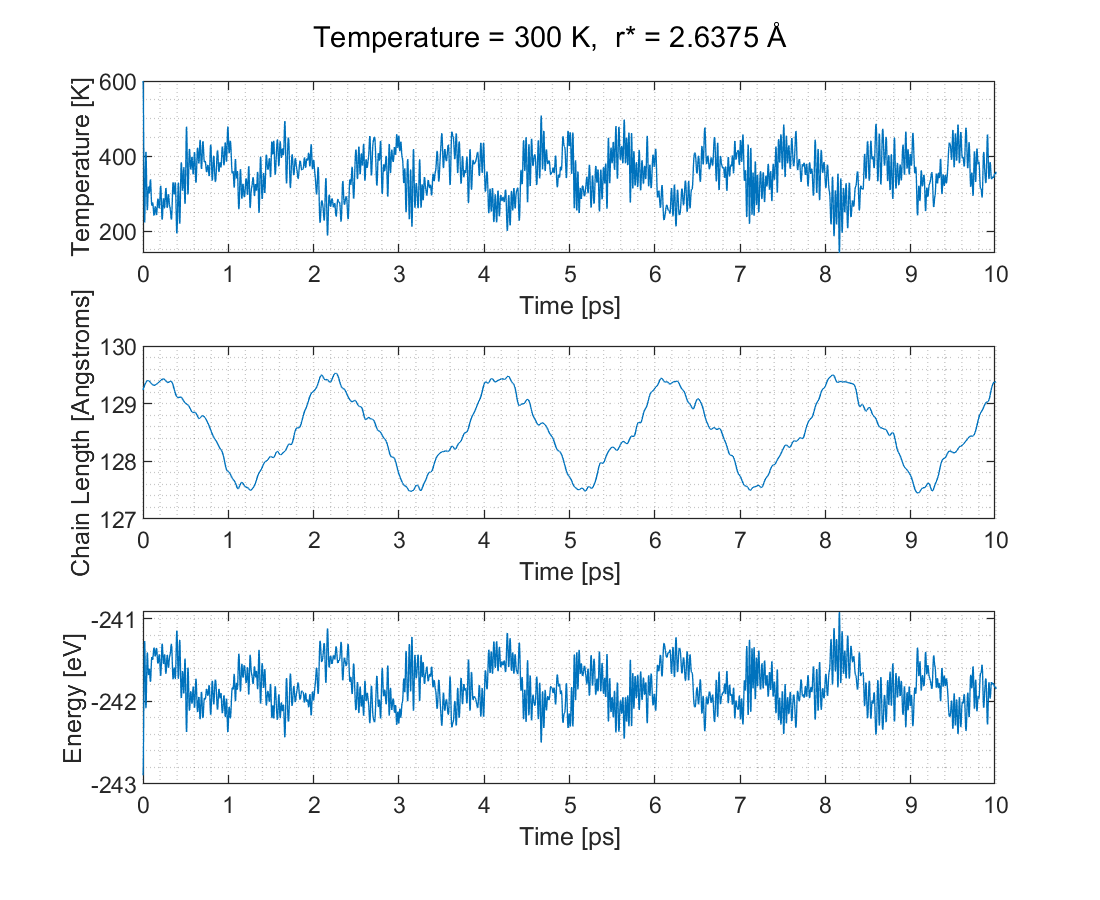 Temperature = 300 K, r* = 2.6375 Å
Temperature [K]
600
400
200
0 1 2 3 4 5 6 7 8 9 10
Time [ps]
Chain Length [Angstroms]
130
129
128
127
0 1 2 3 4 5 6 7 8 9 10
Time [ps]
Energy [eV]
-241
-242
-243
0 1 2 3 4 5 6 7 8 9 10
Time [ps]